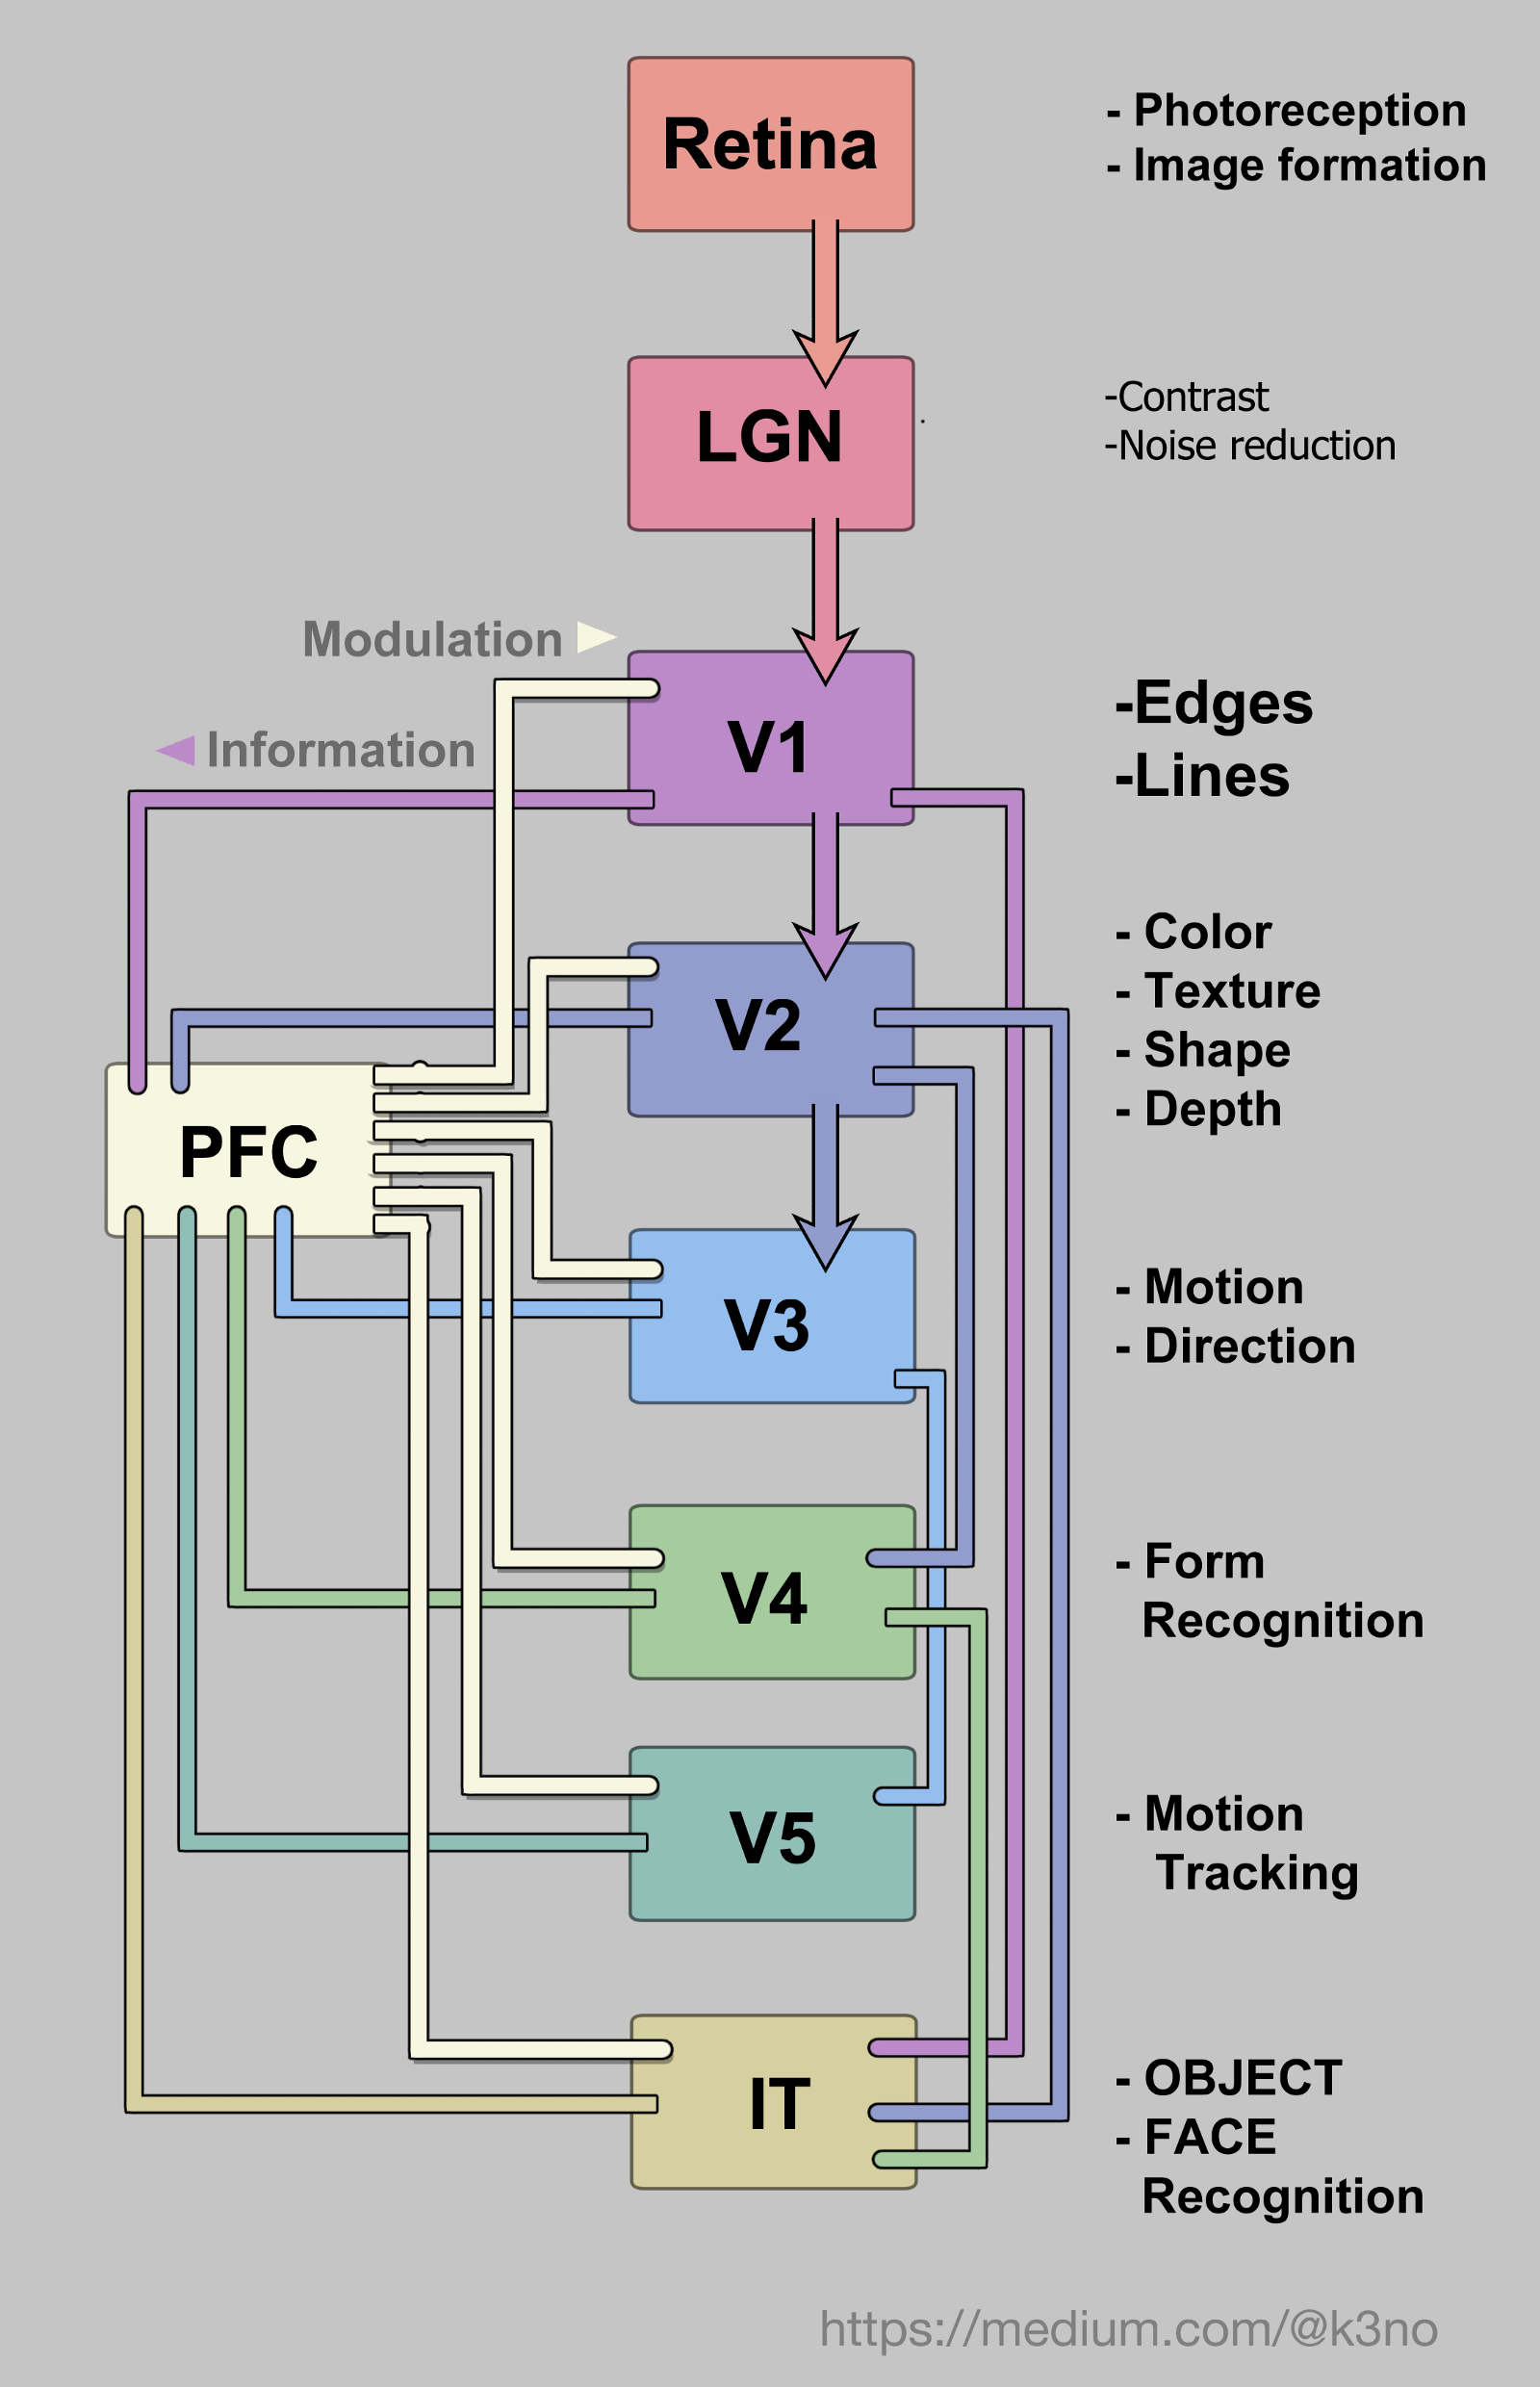 Retina
- Photoreception
- Image formation
LGN
-Contrast
-Noise reduction
Modulation
Information
V1
-Edges
-Lines
V2
- Color
- Texture
- Shape
- Depth
PFC
V3
- Motion
- Direction
V4
- Form
Recognition
V5
- Motion
Tracking
IT
- OBJECT
- FACE
Recognition
https://medium.com/@k3no